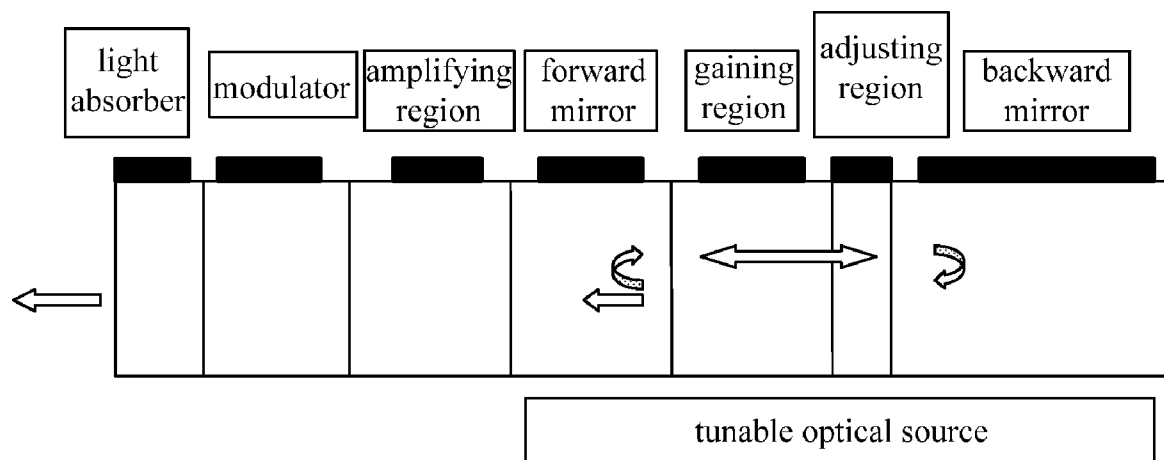 light
absorber
modulator
amplifying
region
forward
mirror
gaining
region
adjusting
region
backward
mirror
tunable optical source